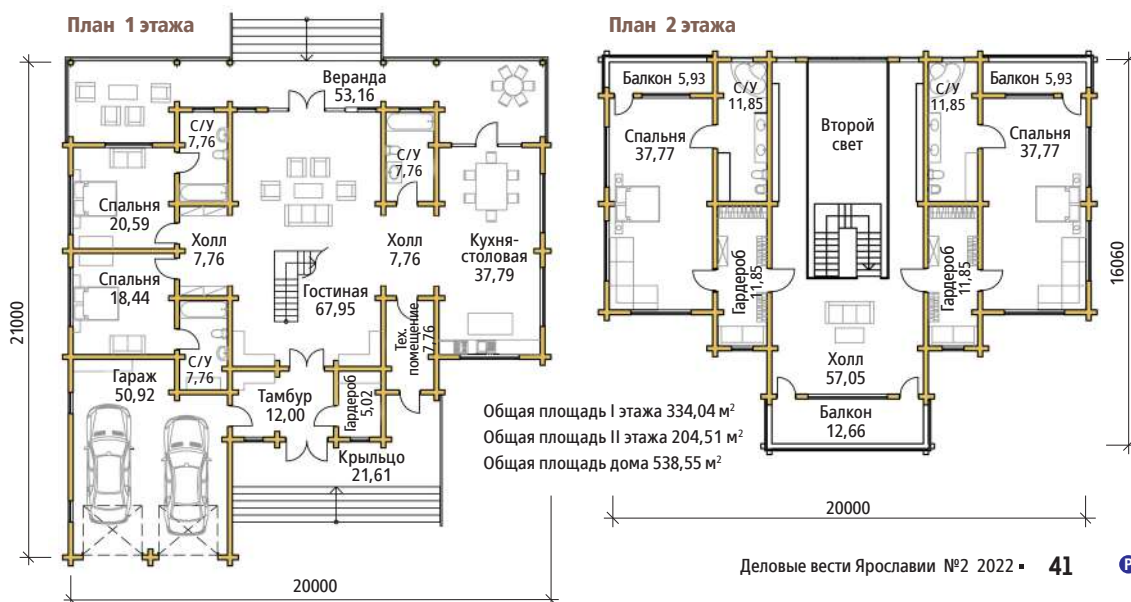 План 1 этажа
Веранда
53,16
С/У
7,76
С/У
7,76
Спальня
20,59
Холл
7,76
Холл
7,76
Кухня-
столовая
37,79
Спальня
18,44
Гостиная
67,95
Тех.
помещение
7,76
С/У
7,76
Гараж
50,92
Тамбур
12,00
Гардероб
5,02
Крыльцо
21,61
21000
20000
План 2 этажа
Балкон 5,93
С/У
11,85
С/У
11,85
Балкон 5,93
Спальня
37,77
Второй
свет
Спальня
37,77
Гардероб
11,85
Гардероб
11,85
Холл
57,05
Балкон
12,66
16060
20000
Общая площадь I этажа 334,04 м²
Общая площадь II этажа 204,51 м²
Общая площадь дома 538,55 м²
Деловые вести Ярославии №2 2022 ▪ 41
Р